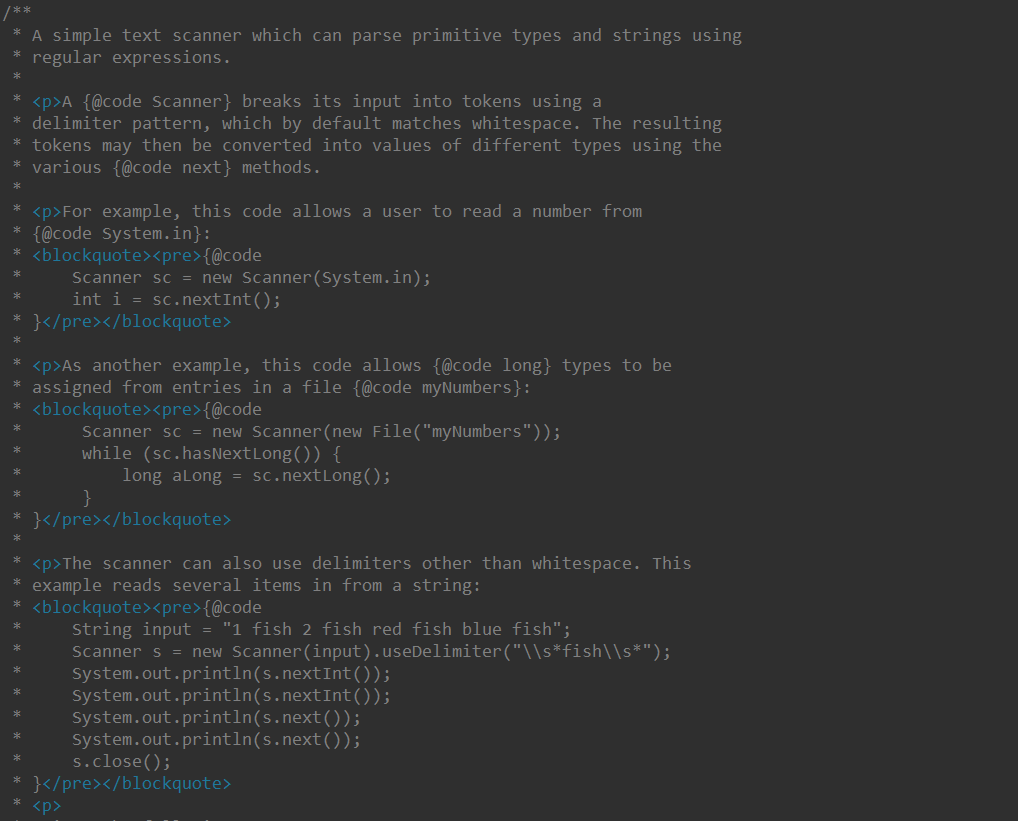 /**
 * A simple text scanner which can parse primitive types and strings using
 * regular expressions.
 *
 * <p>A {@code Scanner} breaks its input into tokens using a
 * delimiter pattern, which by default matches whitespace. The resulting
 * tokens may then be converted into values of different types using the
 * various {@code next} methods.
 *
 * <p>For example, this code allows a user to read a number from
 * {@code System.in}:
 * <blockquote><pre>{@code
 *     Scanner sc = new Scanner(System.in);
 *     int i = sc.nextInt();
 * }</pre></blockquote>
 *
 * <p>As another example, this code allows {@code long} types to be
 * assigned from entries in a file {@code myNumbers}:
 * <blockquote><pre>{@code
 *      Scanner sc = new Scanner(new File("myNumbers"));
 *      while (sc.hasNextLong()) {
 *          long aLong = sc.nextLong();
 *      }
 * }</pre></blockquote>
 *
 * <p>The scanner can also use delimiters other than whitespace. This
 * example reads several items in from a string:
 * <blockquote><pre>{@code
 *     String input = "1 fish 2 fish red fish blue fish";
 *     Scanner s = new Scanner(input).useDelimiter("\\s*fish\\s*");
 *     System.out.println(s.nextInt());
 *     System.out.println(s.nextInt());
 *     System.out.println(s.next());
 *     System.out.println(s.next());
 *     s.close();
 * }</pre></blockquote>
 * <p>